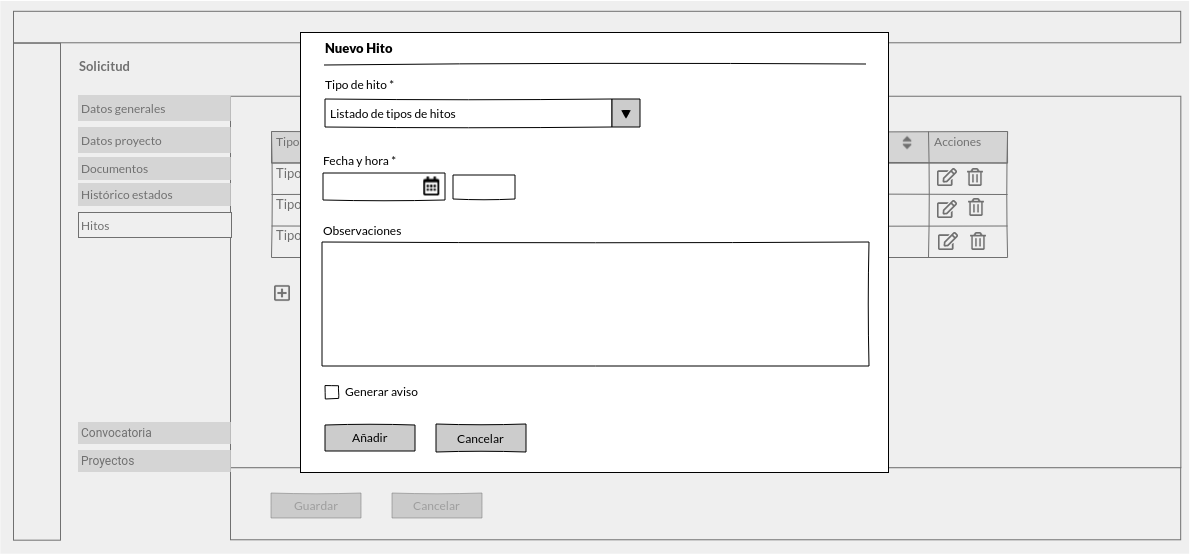 Solicitud
Datos generales
Datos proyecto
Documentos
Histórico estados
Hitos
Convocatoria
Proyectos
Tipo
Acciones
Tipo
Tipo
Tipo
Nuevo Hito
Tipo de hito *
Listado de tipos de hitos
Fecha y hora *
Observaciones
Generar aviso
Añadir Cancelar
Guardar Cancelar